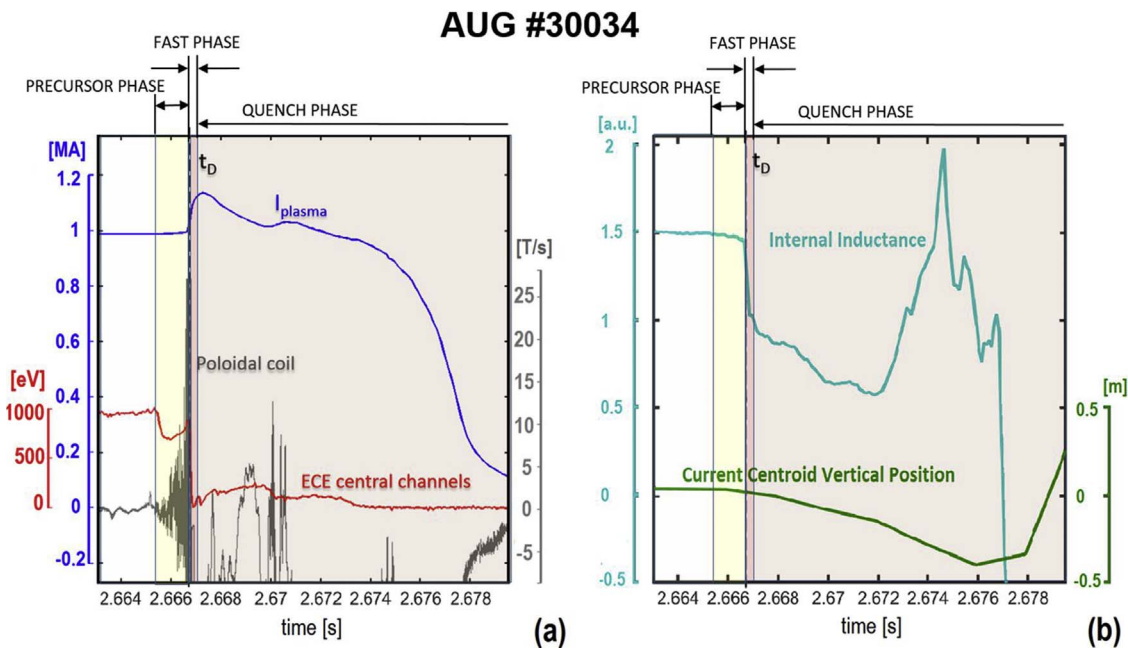 AUG #30034
FAST PHASE
PRECURSOR PHASE
QUENCH PHASE
[MA]
1.2
1
0.8
0.6
0.4
0.2
0
-0.2
[eV]
1000
500
0
t_D
I_plasma
Poloidal coil
ECE central channels
[T/s]
25
20
15
10
5
0
-5
2.664 2.666 2.668 2.67 2.672 2.674 2.676 2.678
time [s]
(a)
FAST PHASE
PRECURSOR PHASE
QUENCH PHASE
[a.u.]
2
1.5
1
0.5
0
-0.5
t_D
Internal Inductance
Current Centroid Vertical Position
[m]
0.5
0
-0.5
2.664 2.666 2.668 2.67 2.672 2.674 2.676 2.678
time [s]
(b)